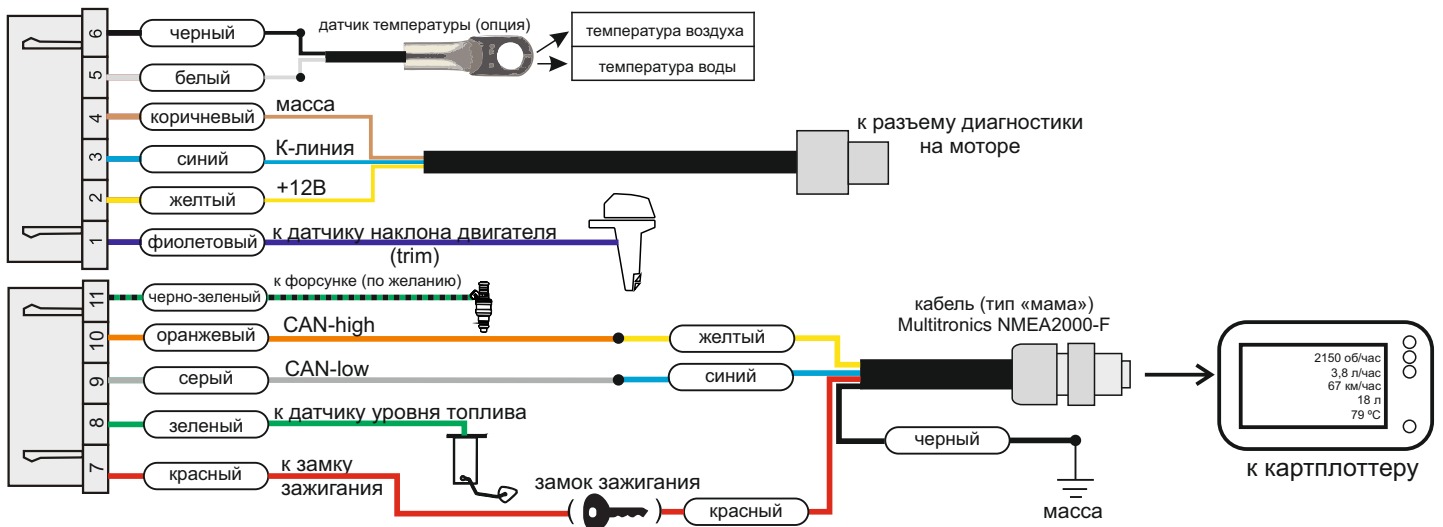 6
черный
датчик температуры (опция)
температура воздуха
температура воды
5
белый
4
коричневый
масса
3
синий
К-линия
2
желтый
+12В
к разъему диагностики
на моторе
1
фиолетовый
к датчику наклона двигателя
(trim)
11
черно-зеленый
к форсунке (по желанию)
10
оранжевый
CAN-high
желтый
9
серый
CAN-low
синий
кабель (тип «мама»)
Multitronics NMEA2000-F
2150 об/час
3,8 л/час
67 км/час
18 л
79 ºC
к картплоттеру
8
зеленый
к датчику уровня топлива
черный
масса
7
красный
к замку
зажигания
замок зажигания
( )
красный